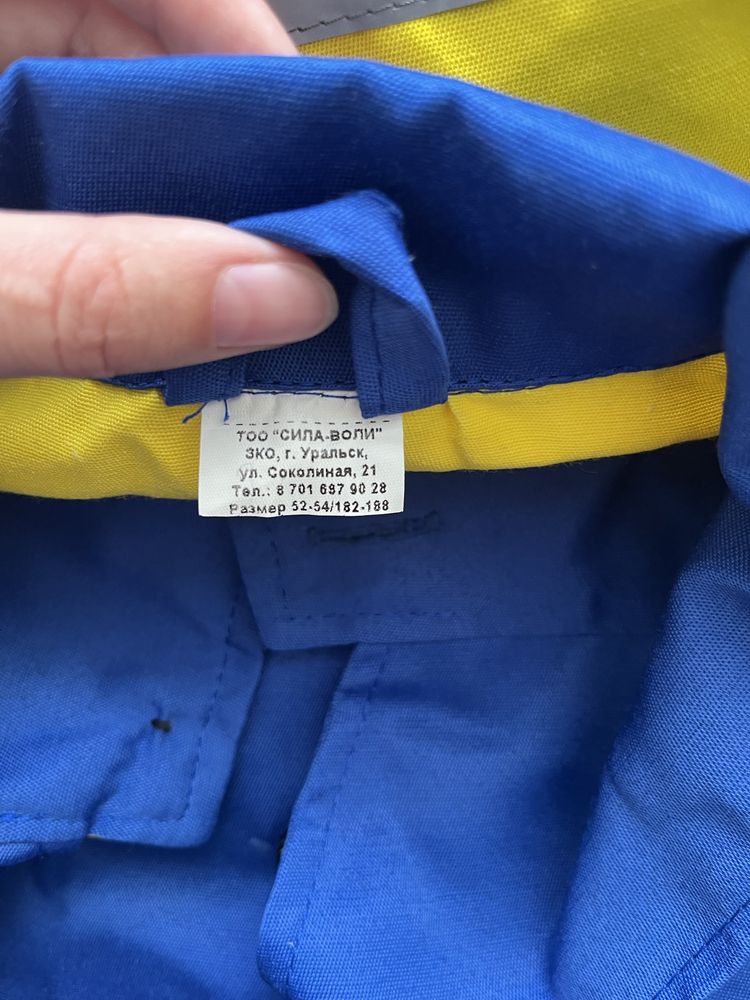 ТОО "СИЛА-ВОЛИ"
ЗКО, г. Уральск,
ул. Соколиная, 21
Тел.: 8 701 697 90 28
Размер 52-54/182-188